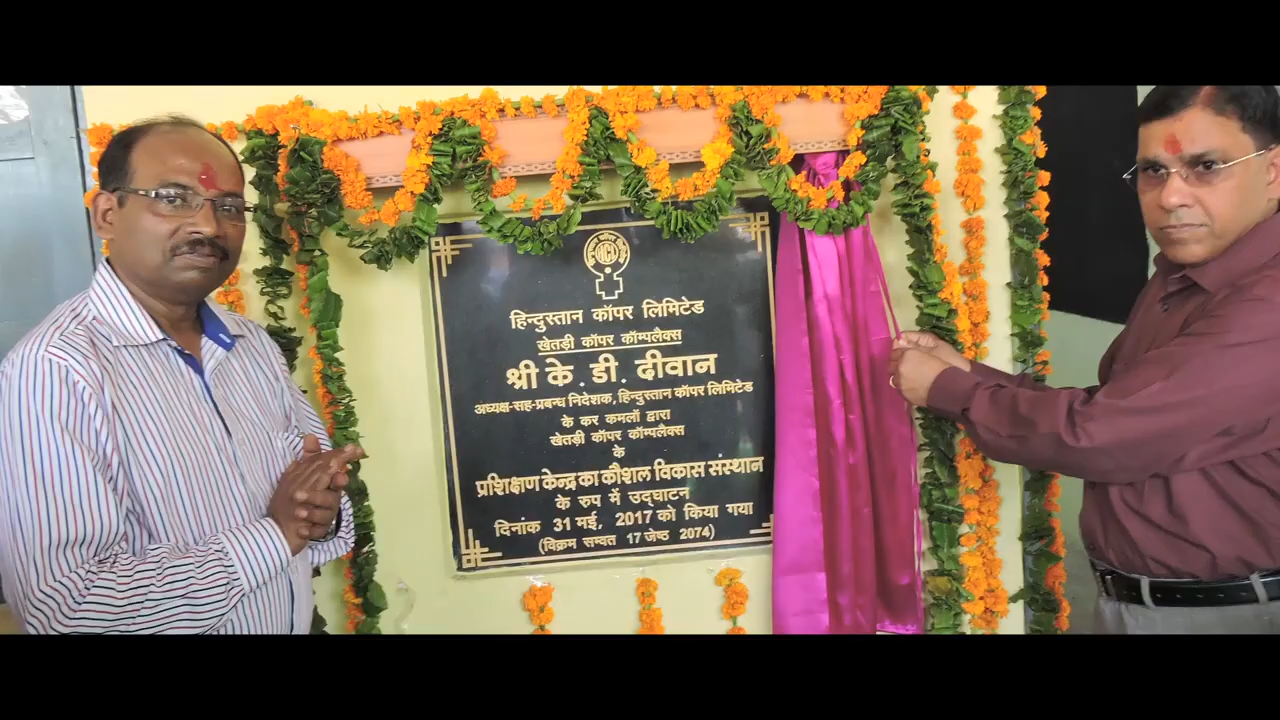 HCL
हिन्दुस्तान कॉपर लिमिटेड
खेतड़ी कॉपर कॉम्पलैक्स
श्री के. डी. दीवान
अध्यक्ष-सह-प्रबन्ध निदेशक, हिन्दुस्तान कॉपर लिमिटेड
के कर कमलों द्वारा
खेतड़ी कॉपर कॉम्पलैक्स
के
प्रशिक्षण केन्द्र का कौशल विकास संस्थान
के रुप में उद्घाटन
दिनांक 31 मई, 2017 को किया गया
(विक्रम सम्वत 17 जेष्ठ 2074)